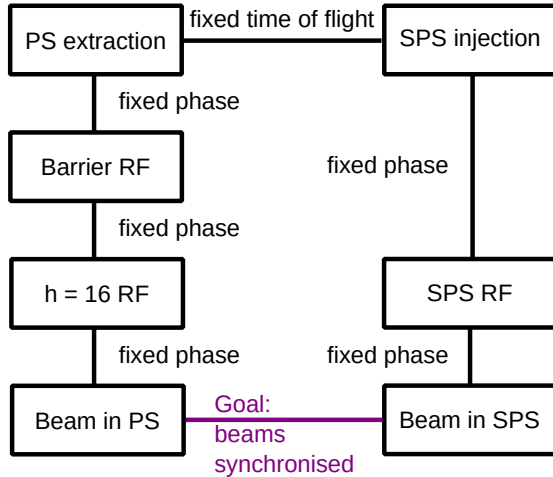 PS extraction
fixed time of flight
SPS injection
fixed phase
Barrier RF
fixed phase
fixed phase
h = 16 RF
SPS RF
fixed phase
fixed phase
Beam in PS
Goal:
beams
synchronised
Beam in SPS